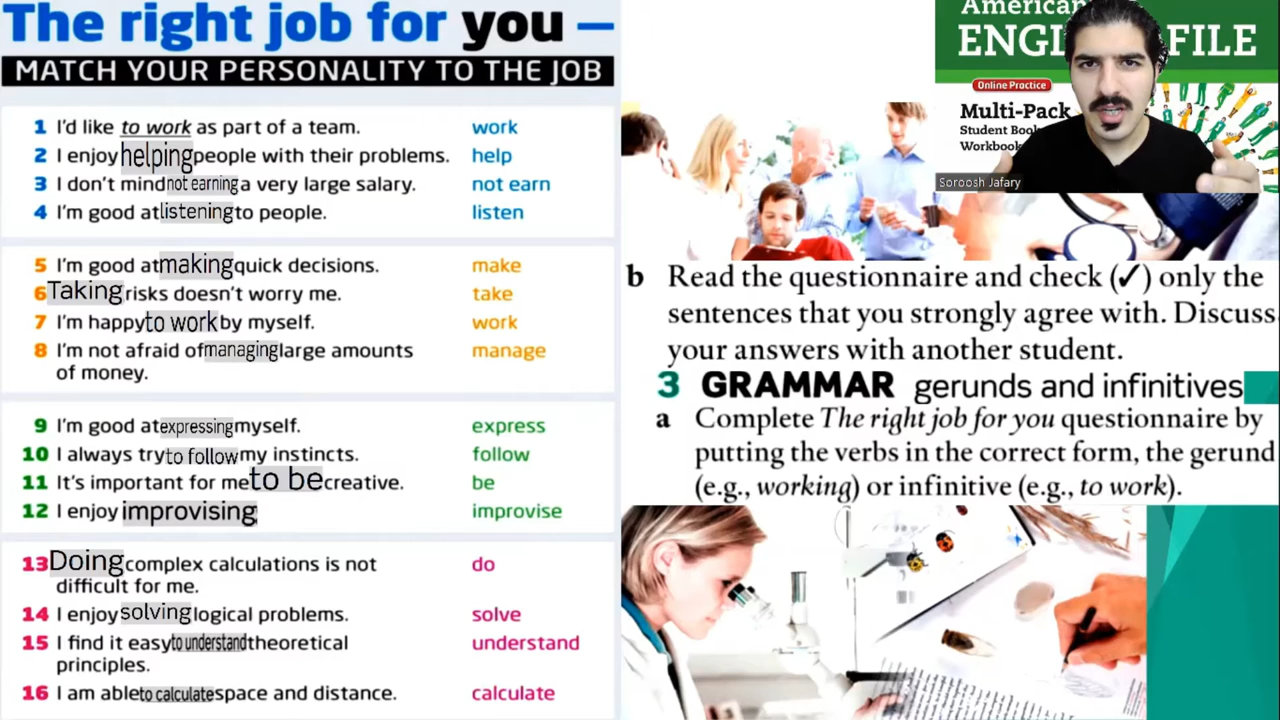 The right job for you —
MATCH YOUR PERSONALITY TO THE JOB
1 I'd like to work as part of a team. work
2 I enjoy helping people with their problems. help
3 I don't mind not earning a very large salary. not earn
4 I'm good at listening to people. listen
5 I'm good at making quick decisions. make
6 Taking risks doesn't worry me. take
7 I'm happy to work by myself. work
8 I'm not afraid of managing large amounts manage
of money.
9 I'm good at expressing myself. express
10 I always try to follow my instincts. follow
11 It's important for me to be creative. be
12 I enjoy improvising improvise
13 Doing complex calculations is not do
difficult for me.
14 I enjoy solving logical problems. solve
15 I find it easy to understand theoretical understand
principles.
16 I am able to calculate space and distance. calculate
American
ENGL FILE
Online Practice
Multi-Pack
Student Boo
Workbook
Soroosh Jafary
b Read the questionnaire and check (✓) only the
sentences that you strongly agree with. Discuss
your answers with another student.
3 GRAMMAR gerunds and infinitives
a Complete The right job for you questionnaire by
putting the verbs in the correct form, the gerund
(e.g., working) or infinitive (e.g., to work).